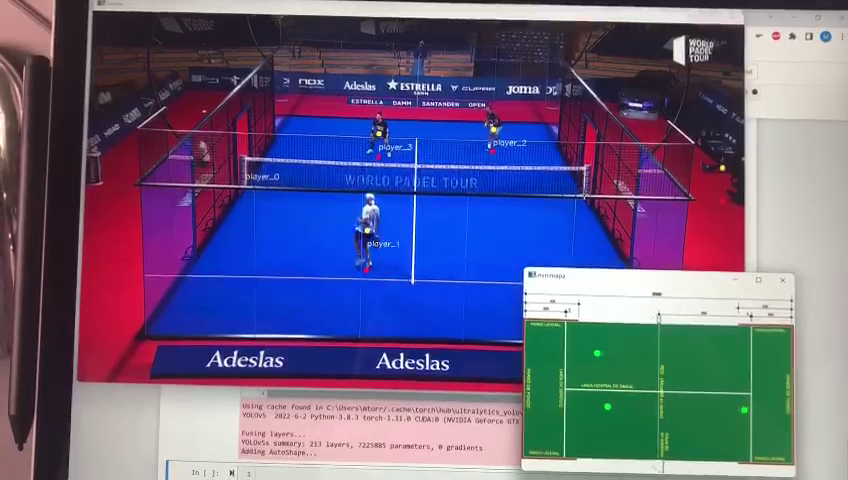 WORLD
PADEL
TOUR
NOX
Adeslas
ESTRELLA
DAMM
CUPRA
Joma
ESTRELLA DAMM SANTANDER OPEN
player_3
player_2
player_0
WORLD PADEL TOUR
player_1
minimapa
LINEA CENTRAL DE SAQUE
Adeslas
Adeslas
Using cache found in C:\Users\mtorr/.cache\torch\hub\ultralytics_yolo
YOLOv5 2022-6-2 Python-3.8.3 torch-1.11.0 CUDA:0 (NVIDIA GeForce GTX
Fusing layers...
YOLOv5s summary: 213 layers, 7225885 parameters, 0 gradients
Adding AutoShape...
In [ ]:
1